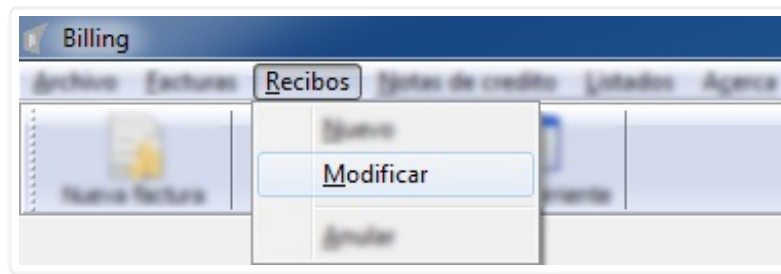 Billing
Archivo Facturas Recibos Notas de credito Listados Acerca
Nuevo
Modificar
Nueva factura
Anular